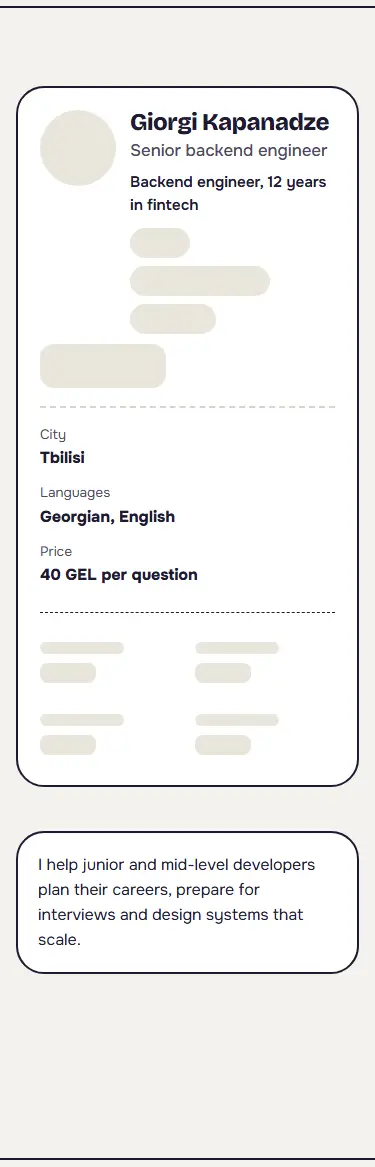 Giorgi Kapanadze
Senior backend engineer
Backend engineer, 12 years
in fintech
City
Tbilisi
Languages
Georgian, English
Price
40 GEL per question
I help junior and mid-level developers
plan their careers, prepare for
interviews and design systems that
scale.